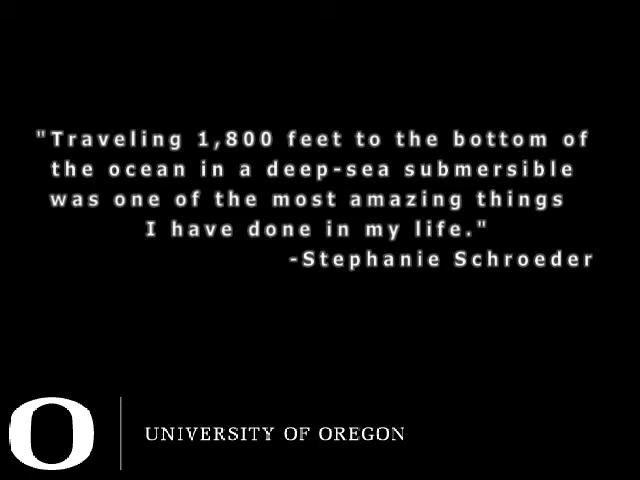 "Traveling 1,800 feet to the bottom of
the ocean in a deep-sea submersible
was one of the most amazing things
I have done in my life."
-Stephanie Schroeder
O
UNIVERSITY OF OREGON